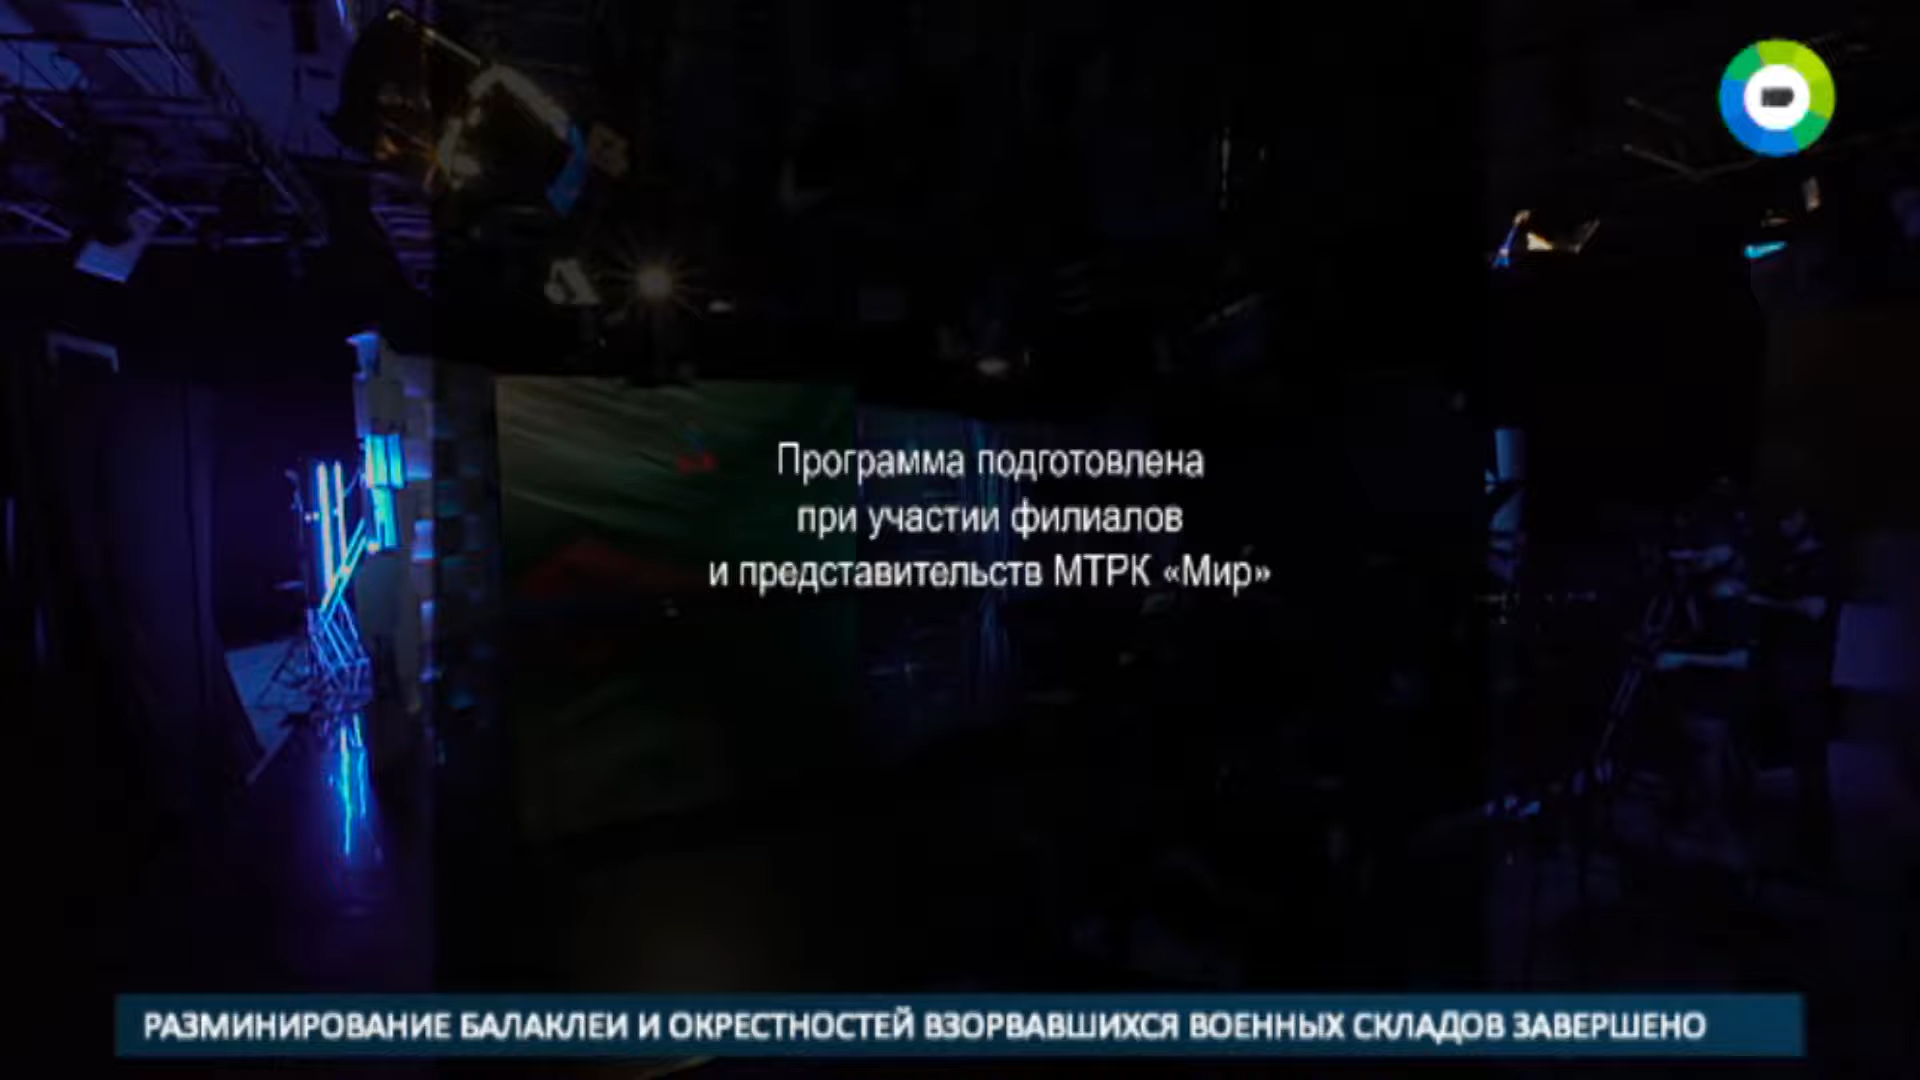 Программа подготовлена
при участии филиалов
и представительств МТРК «Мир»
РАЗМИНИРОВАНИЕ БАЛАКЛЕИ И ОКРЕСТНОСТЕЙ ВЗОРВАВШИХСЯ ВОЕННЫХ СКЛАДОВ ЗАВЕРШЕНО